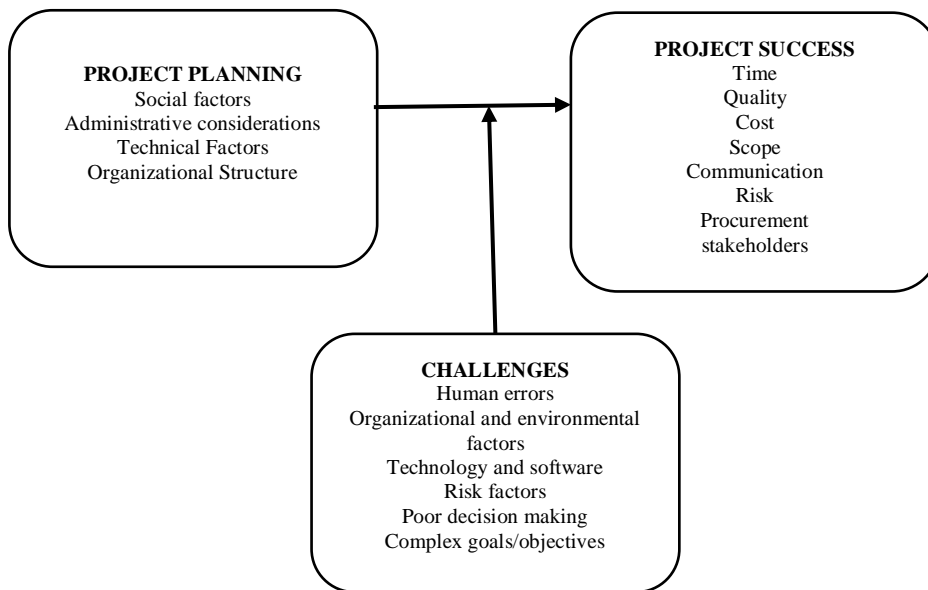 PROJECT PLANNING
Social factors
Administrative considerations
Technical Factors
Organizational Structure
PROJECT SUCCESS
Time
Quality
Cost
Scope
Communication
Risk
Procurement
stakeholders
CHALLENGES
Human errors
Organizational and environmental
factors
Technology and software
Risk factors
Poor decision making
Complex goals/objectives